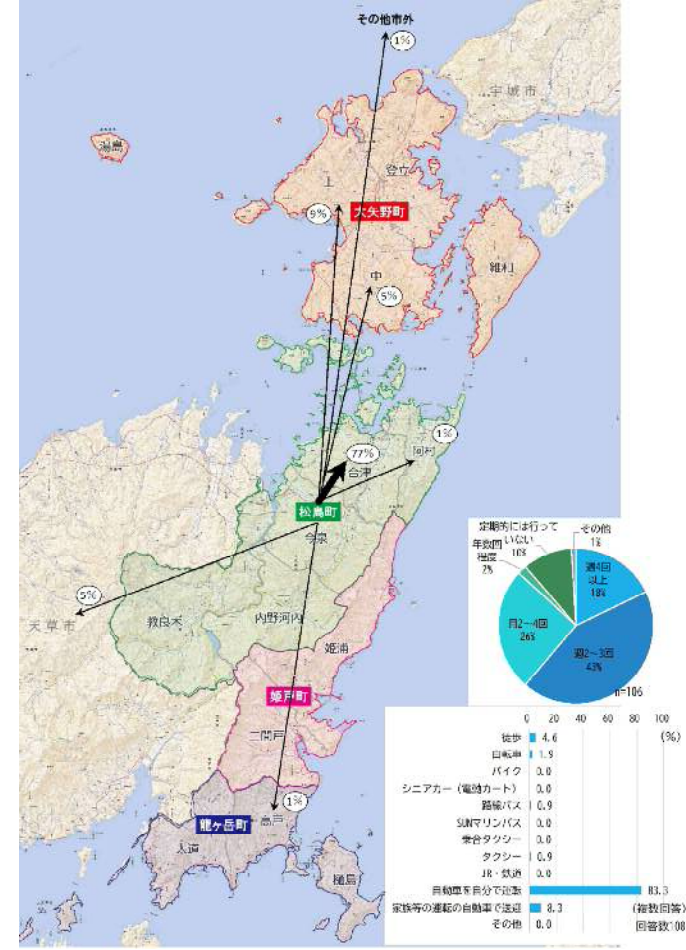 その他市外
1%
宇城市
湯島
登立
上
9%
大矢野町
中
5%
維和
1%
阿村
77%
合津
松島町
今泉
5%
天草市
教良木
内野河内
姫浦
姫戸町
二間戸
1%
高戸
龍ヶ岳町
大道
樋島
定期的には行って
いない
10%
その他
1%
年数回
程度
2%
週4回
以上
18%
月2～4回
26%
週2～3回
43%
n=106
0 20 40 60 80 100
(%)
徒歩 4.6
自転車 1.9
バイク 0.0
シニアカー（電動カート） 0.0
路線バス 0.9
SUNマリンバス 0.0
乗合タクシー 0.0
タクシー 0.9
JR・鉄道 0.0
自動車を自分で運転 83.3
家族等の運転の自動車で送迎 8.3
(複数回答)
その他 0.0
回答数108